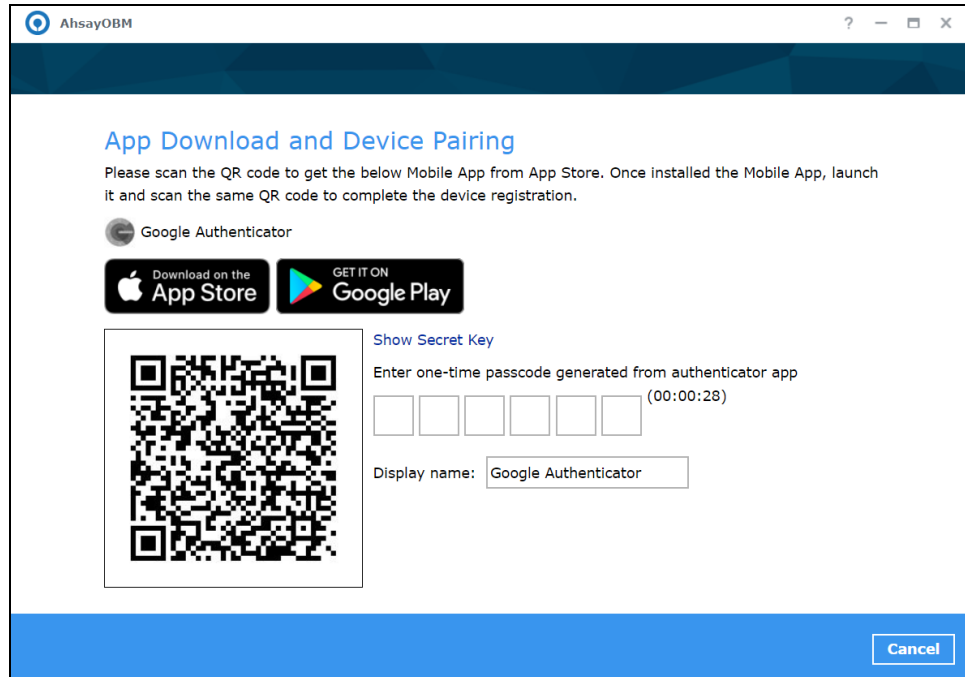 AhsayOBM
App Download and Device Pairing
Please scan the QR code to get the below Mobile App from App Store. Once installed the Mobile App, launch
it and scan the same QR code to complete the device registration.
Google Authenticator
Download on the
App Store
GET IT ON
Google Play
Show Secret Key
Enter one-time passcode generated from authenticator app
(00:00:28)
Display name: Google Authenticator
Cancel